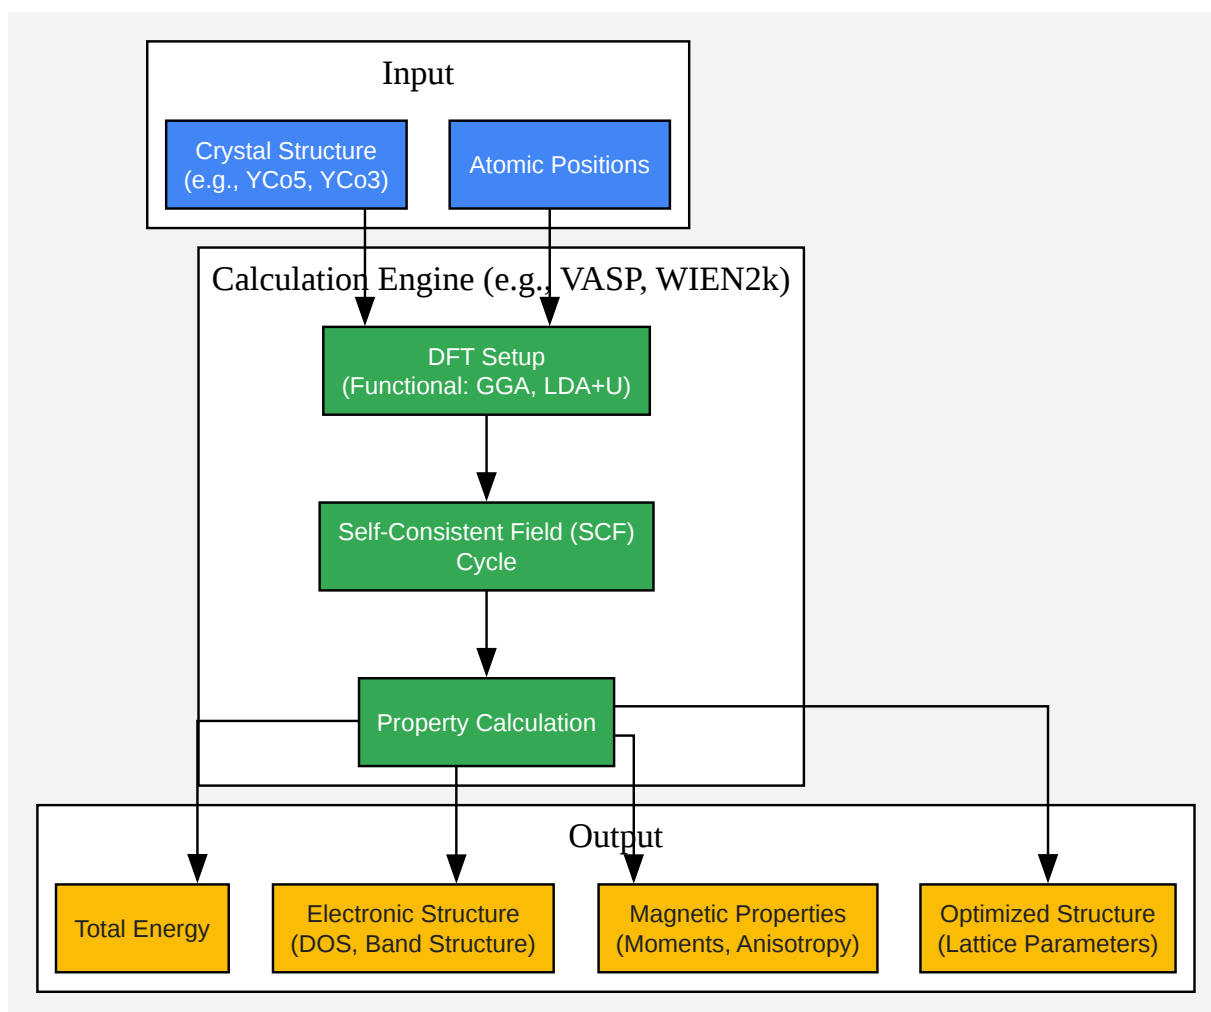 Input
Crystal Structure
(e.g., YCo5, YCo3)
Atomic Positions
Calculation Engine (e.g., VASP, WIEN2k)
DFT Setup
(Functional: GGA, LDA+U)
Self-Consistent Field (SCF)
Cycle
Property Calculation
Output
Total Energy
Electronic Structure
(DOS, Band Structure)
Magnetic Properties
(Moments, Anisotropy)
Optimized Structure
(Lattice Parameters)